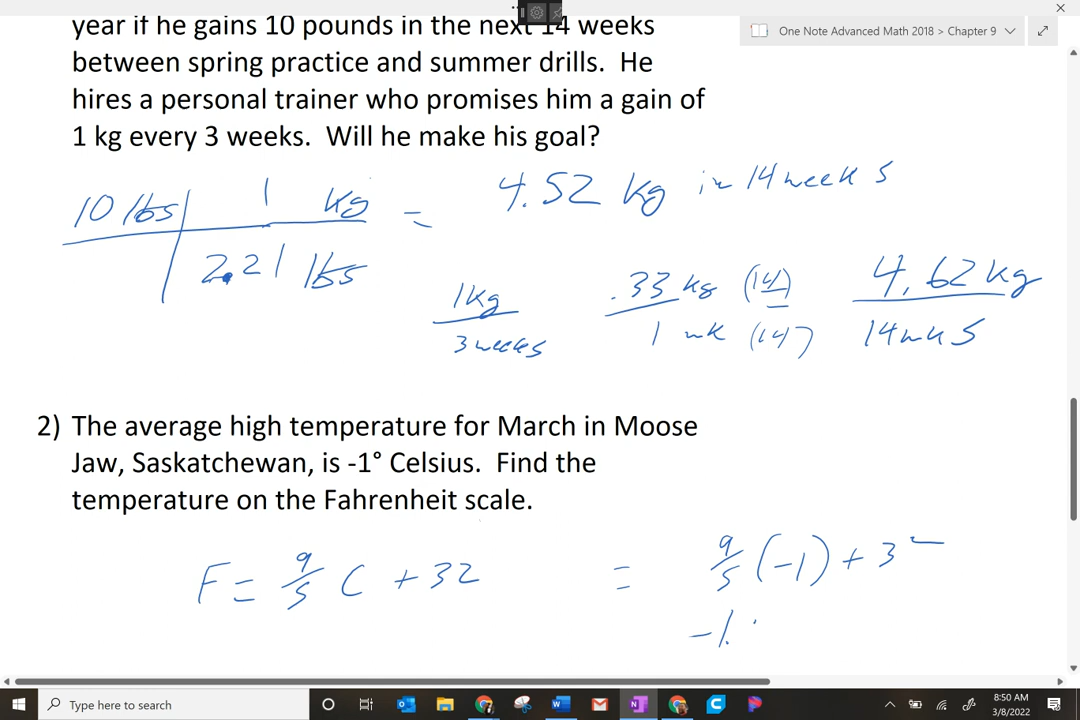 One Note Advanced Math 2018 > Chapter 9
year if he gains 10 pounds in the next 14 weeks
between spring practice and summer drills. He
hires a personal trainer who promises him a gain of
1 kg every 3 weeks. Will he make his goal?
10 lbs 1 kg = 4.52 kg in 14 weeks
2.21 lbs
1kg .33 kg (14) 4.62 kg
3 weeks 1 wk (14) 14 wks
2) The average high temperature for March in Moose
Jaw, Saskatchewan, is -1° Celsius. Find the
temperature on the Fahrenheit scale.
F = 9/5 C + 32 = 9/5 (-1) + 32
-1.
Type here to search
8:50 AM
3/8/2022